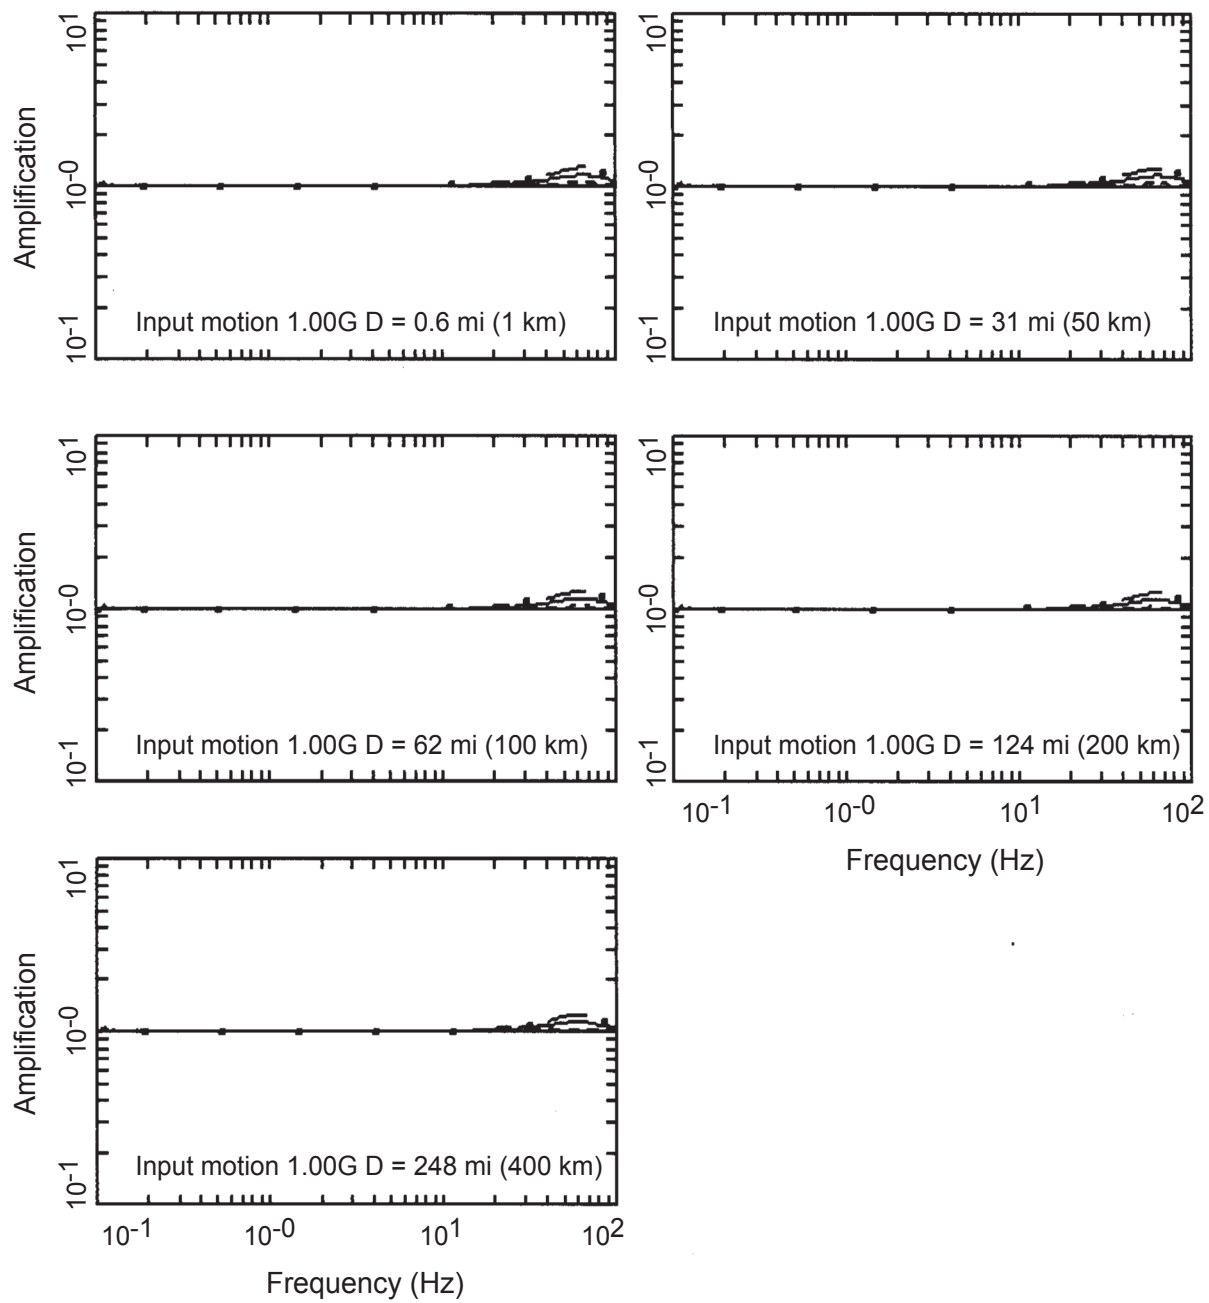 Amplification
10^1
10^-0
10^-1
Input motion 1.00G D = 0.6 mi (1 km)
10^1
10^-0
10^-1
Input motion 1.00G D = 31 mi (50 km)
Amplification
10^1
10^-0
10^-1
Input motion 1.00G D = 62 mi (100 km)
10^1
10^-0
10^-1
Input motion 1.00G D = 124 mi (200 km)
10^-1 10^-0 10^1 10^2
Frequency (Hz)
Amplification
10^1
10^-0
10^-1
Input motion 1.00G D = 248 mi (400 km)
10^-1 10^-0 10^1 10^2
Frequency (Hz)